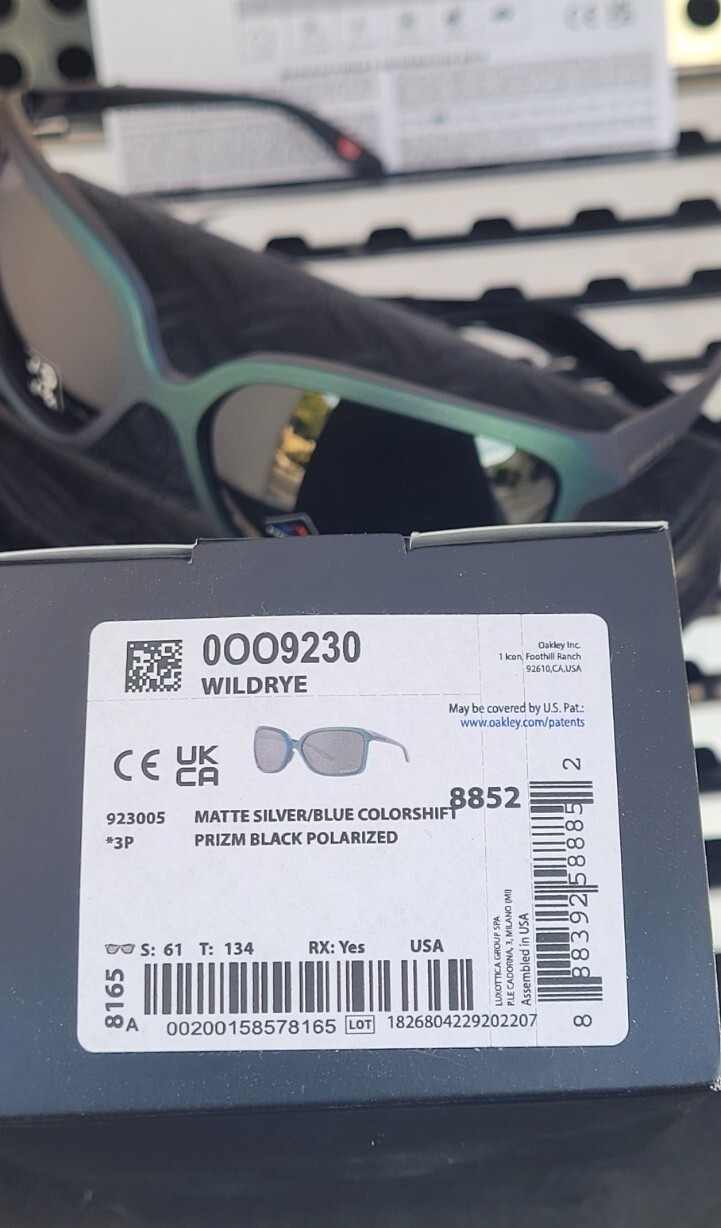 0OO9230
WILDRYE
Oakley Inc.
1 Icon, Foothill Ranch
92610,CA,USA
May be covered by U.S. Pat.:
www.oakley.com/patents
CE UK
CA
8852
923005 MATTE SILVER/BLUE COLORSHIFT
*3P PRIZM BLACK POLARIZED
S: 61 T: 134 RX: Yes USA
8165
A 00200158578165 LOT 1826804229202207
LUXOTTICA GROUP SPA
P.LE CADORNA, 3, MILANO (MI)
Assembled in USA
8 88392 58885 2